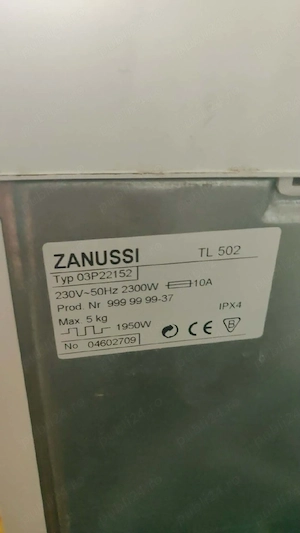 ZANUSSI TL 502
Typ 03P22152
230V~50Hz 2300W 10A
Prod. Nr 999 99 99-37
Max. 5 kg IPX4
1950W CE S
No 04602709